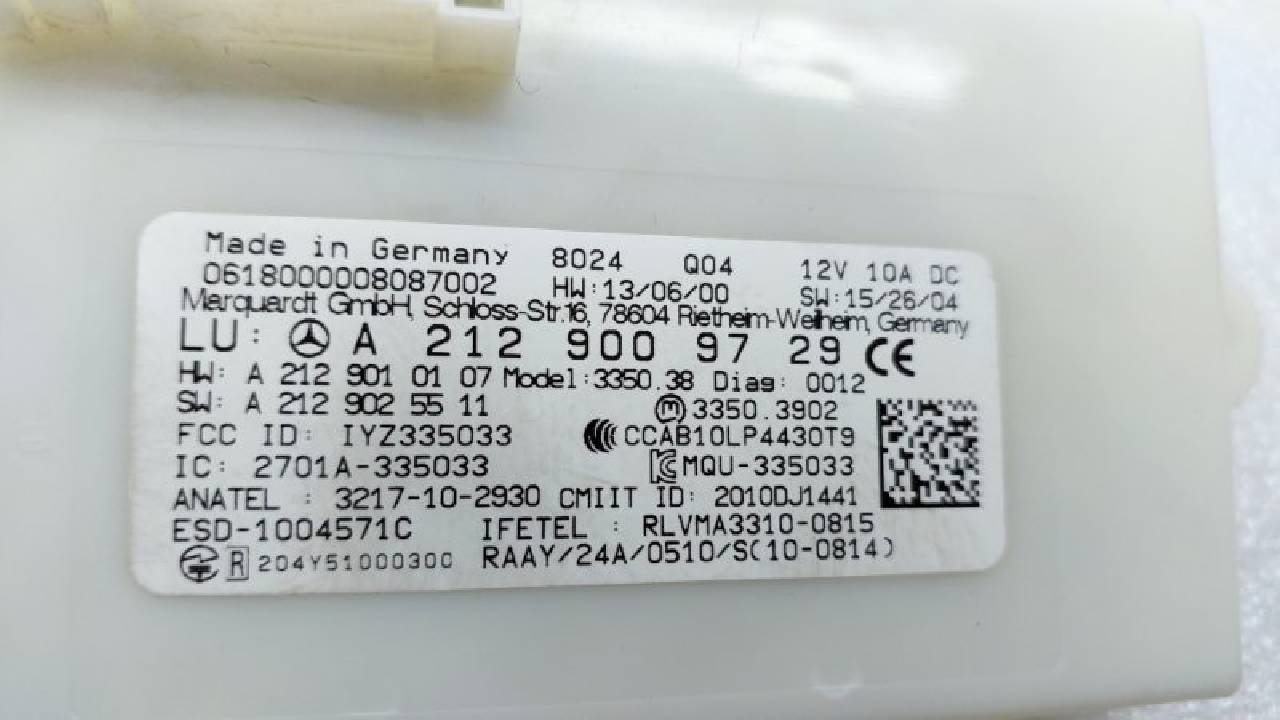 Made in Germany 8024 Q04 12V 10A DC
0618000008087002 HW:13/06/00 SW:15/26/04
Marquardt GmbH, Schloss-Str.16, 78604 Rietheim-Weilheim, Germany
LU: A 212 900 97 29 CE
HW: A 212 901 01 07 Model:3350.38 Diag: 0012
SW: A 212 902 55 11 M 3350.3902
FCC ID: IYZ335033 CCAB10LP4430T9
IC: 2701A-335033 MQU-335033
ANATEL : 3217-10-2930 CMIIT ID: 2010DJ1441
ESD-1004571C IFETEL : RLVMA3310-0815
R 204Y51000300 RAAY/24A/0510/S(10-0814)